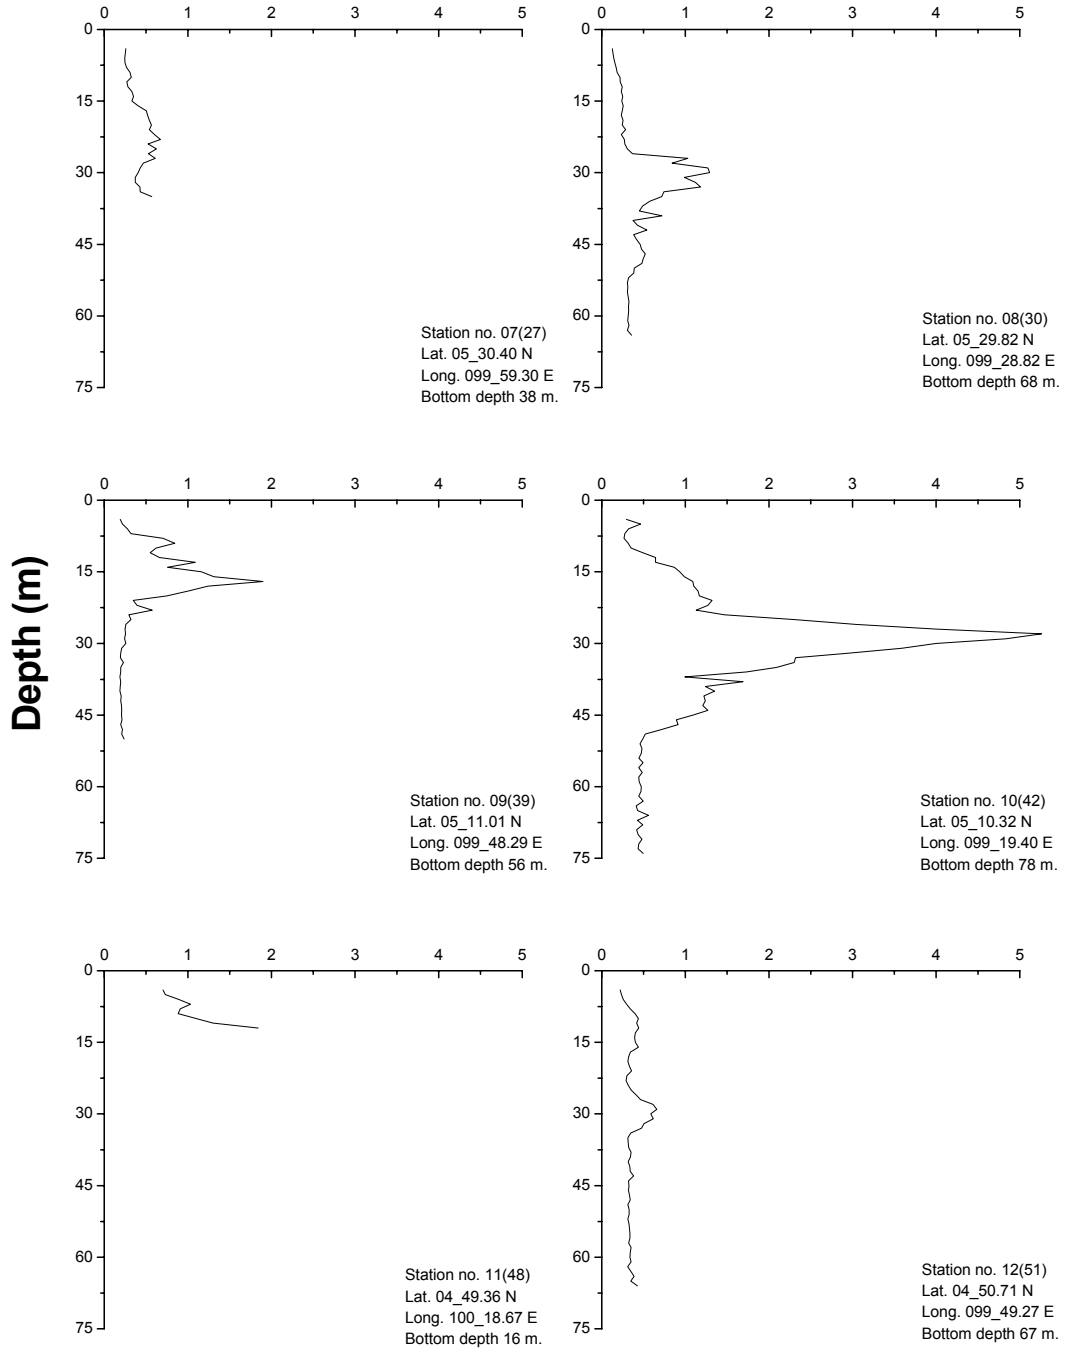 0 1 2 3 4 5
0
15
30
45
60
75
Station no. 07(27)
Lat. 05_30.40 N
Long. 099_59.30 E
Bottom depth 38 m.
0 1 2 3 4 5
0
15
30
45
60
75
Station no. 08(30)
Lat. 05_29.82 N
Long. 099_28.82 E
Bottom depth 68 m.
Depth (m)
0 1 2 3 4 5
0
15
30
45
60
75
Station no. 09(39)
Lat. 05_11.01 N
Long. 099_48.29 E
Bottom depth 56 m.
0 1 2 3 4 5
0
15
30
45
60
75
Station no. 10(42)
Lat. 05_10.32 N
Long. 099_19.40 E
Bottom depth 78 m.
0 1 2 3 4 5
0
15
30
45
60
75
Station no. 11(48)
Lat. 04_49.36 N
Long. 100_18.67 E
Bottom depth 16 m.
0 1 2 3 4 5
0
15
30
45
60
75
Station no. 12(51)
Lat. 04_50.71 N
Long. 099_49.27 E
Bottom depth 67 m.